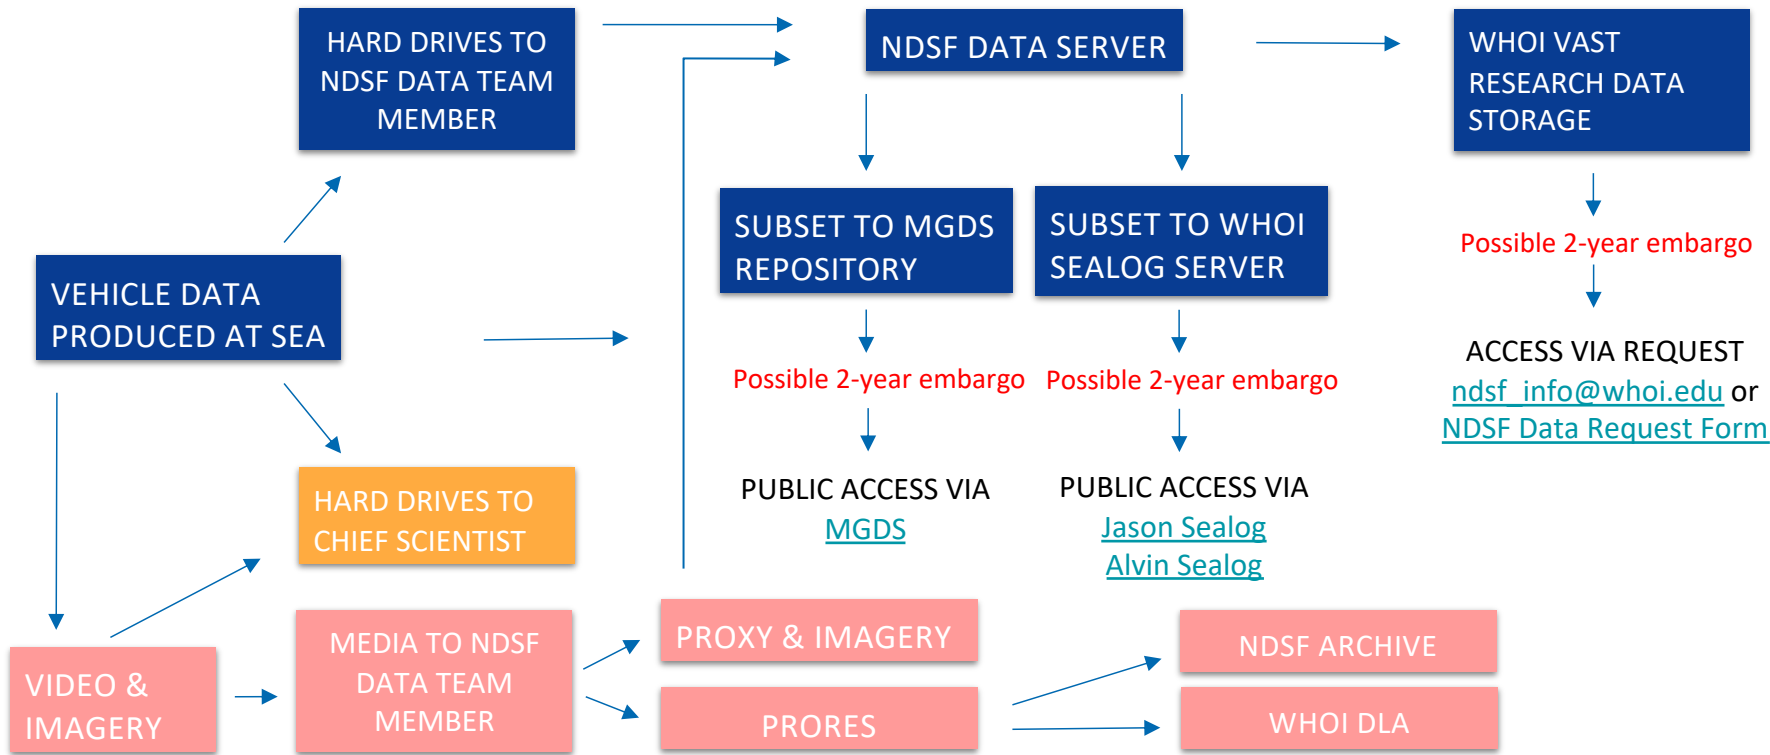 HARD DRIVES TO
NDSF DATA TEAM
MEMBER
NDSF DATA SERVER
WHOI VAST
RESEARCH DATA
STORAGE
SUBSET TO MGDS
REPOSITORY
SUBSET TO WHOI
SEALOG SERVER
Possible 2-year embargo
VEHICLE DATA
PRODUCED AT SEA
Possible 2-year embargo
Possible 2-year embargo
ACCESS VIA REQUEST
ndsf_info@whoi.edu or
NDSF Data Request Form
HARD DRIVES TO
CHIEF SCIENTIST
PUBLIC ACCESS VIA
MGDS
PUBLIC ACCESS VIA
Jason Sealog
Alvin Sealog
VIDEO &
IMAGERY
MEDIA TO NDSF
DATA TEAM
MEMBER
PROXY & IMAGERY
PRORES
NDSF ARCHIVE
WHOI DLA